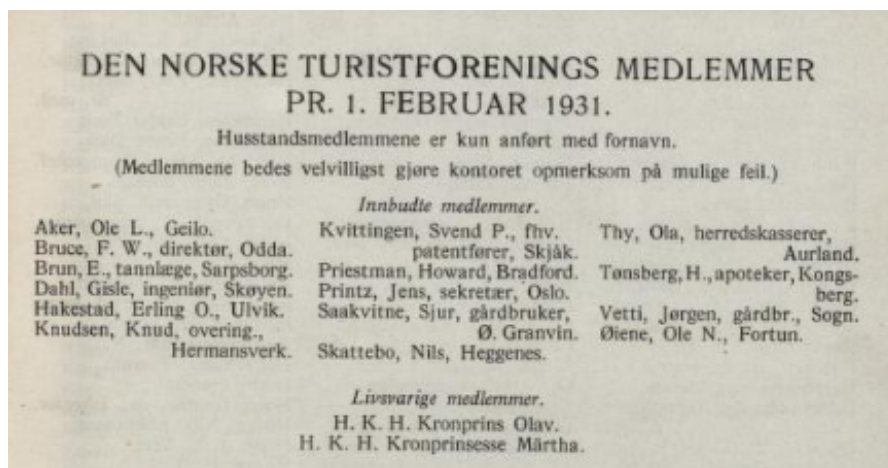 DEN NORSKE TURISTFORENINGS MEDLEMMER
PR. 1. FEBRUAR 1931.
Husstandsmedlemmene er kun anført med fornavn.
(Medlemmene bedes velvilligst gjøre kontoret opmerksom på mulige feil.)
Innbudte medlemmer.
Aker, Ole L., Geilo.
Bruce, F. W., direktør, Odda.
Brun, E., tannlæge, Sarpsborg.
Dahl, Gisle, ingeniør, Skøyen.
Hakestad, Erling O., Ulvik.
Knudsen, Knud, overing.,
Hermansverk.
Kvittingen, Svend P., fhv.
patentfører, Skjåk.
Priestman, Howard, Bradford.
Printz, Jens, sekretær, Oslo.
Saakvitne, Sjur, gårdbruker,
Ø. Granvin.
Skattebo, Nils, Heggenes.
Thy, Ola, herredskasserer,
Aurland.
Tønsberg, H., apoteker, Kongs-
berg.
Vetti, Jørgen, gårdbr., Sogn.
Øiene, Ole N., Fortun.
Livsvarige medlemmer.
H. K. H. Kronprins Olav.
H. K. H. Kronprinsesse Märtha.